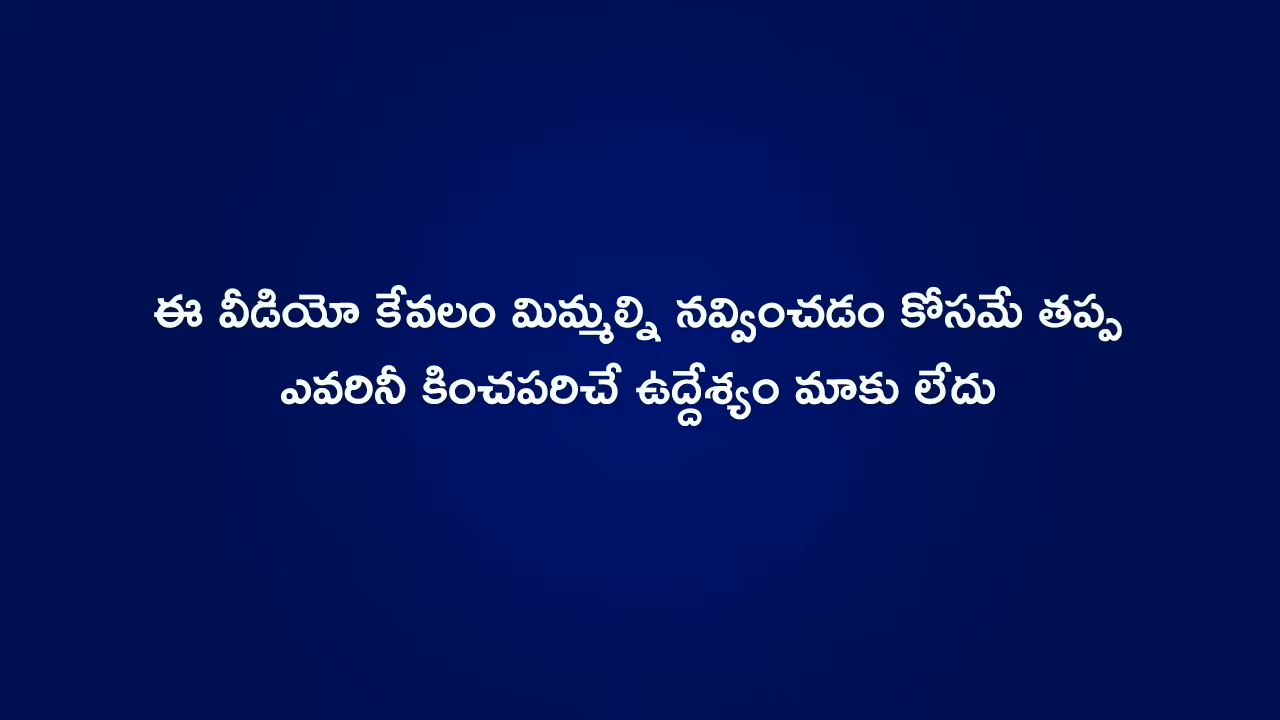 ఈ వీడియో కేవలం మిమ్మల్ని నవ్వించడం కోసమే తప్ప
ఎవరినీ కించపరిచే ఉద్దేశ్యం మాకు లేదు